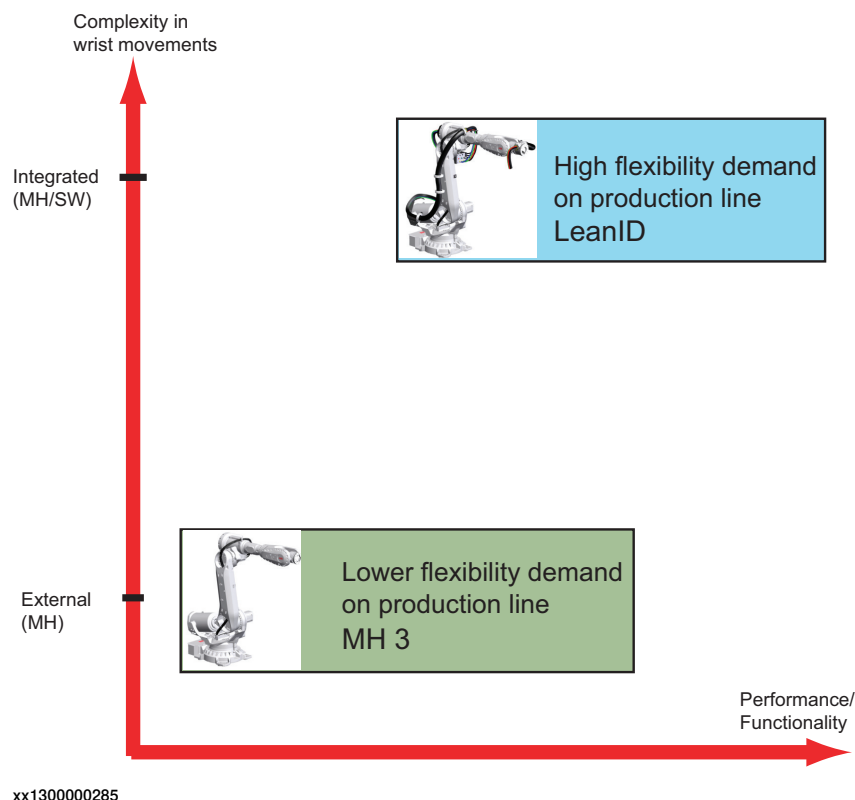 Complexity in
wrist movements
Integrated
(MH/SW)
High flexibility demand
on production line
LeanID
External
(MH)
Lower flexibility demand
on production line
MH 3
Performance/
Functionality
xx1300000285